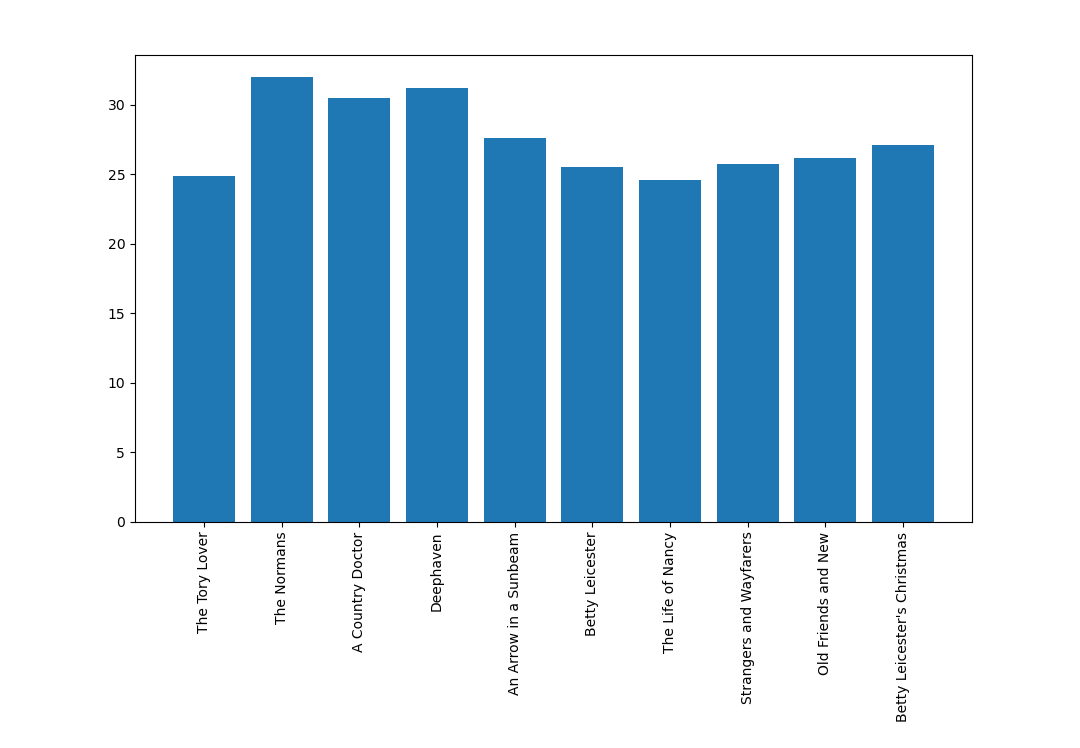 30
25
20
15
10
5
0
The Tory Lover
The Normans
A Country Doctor
Deephaven
An Arrow in a Sunbeam
Betty Leicester
The Life of Nancy
Strangers and Wayfarers
Old Friends and New
Betty Leicester's Christmas